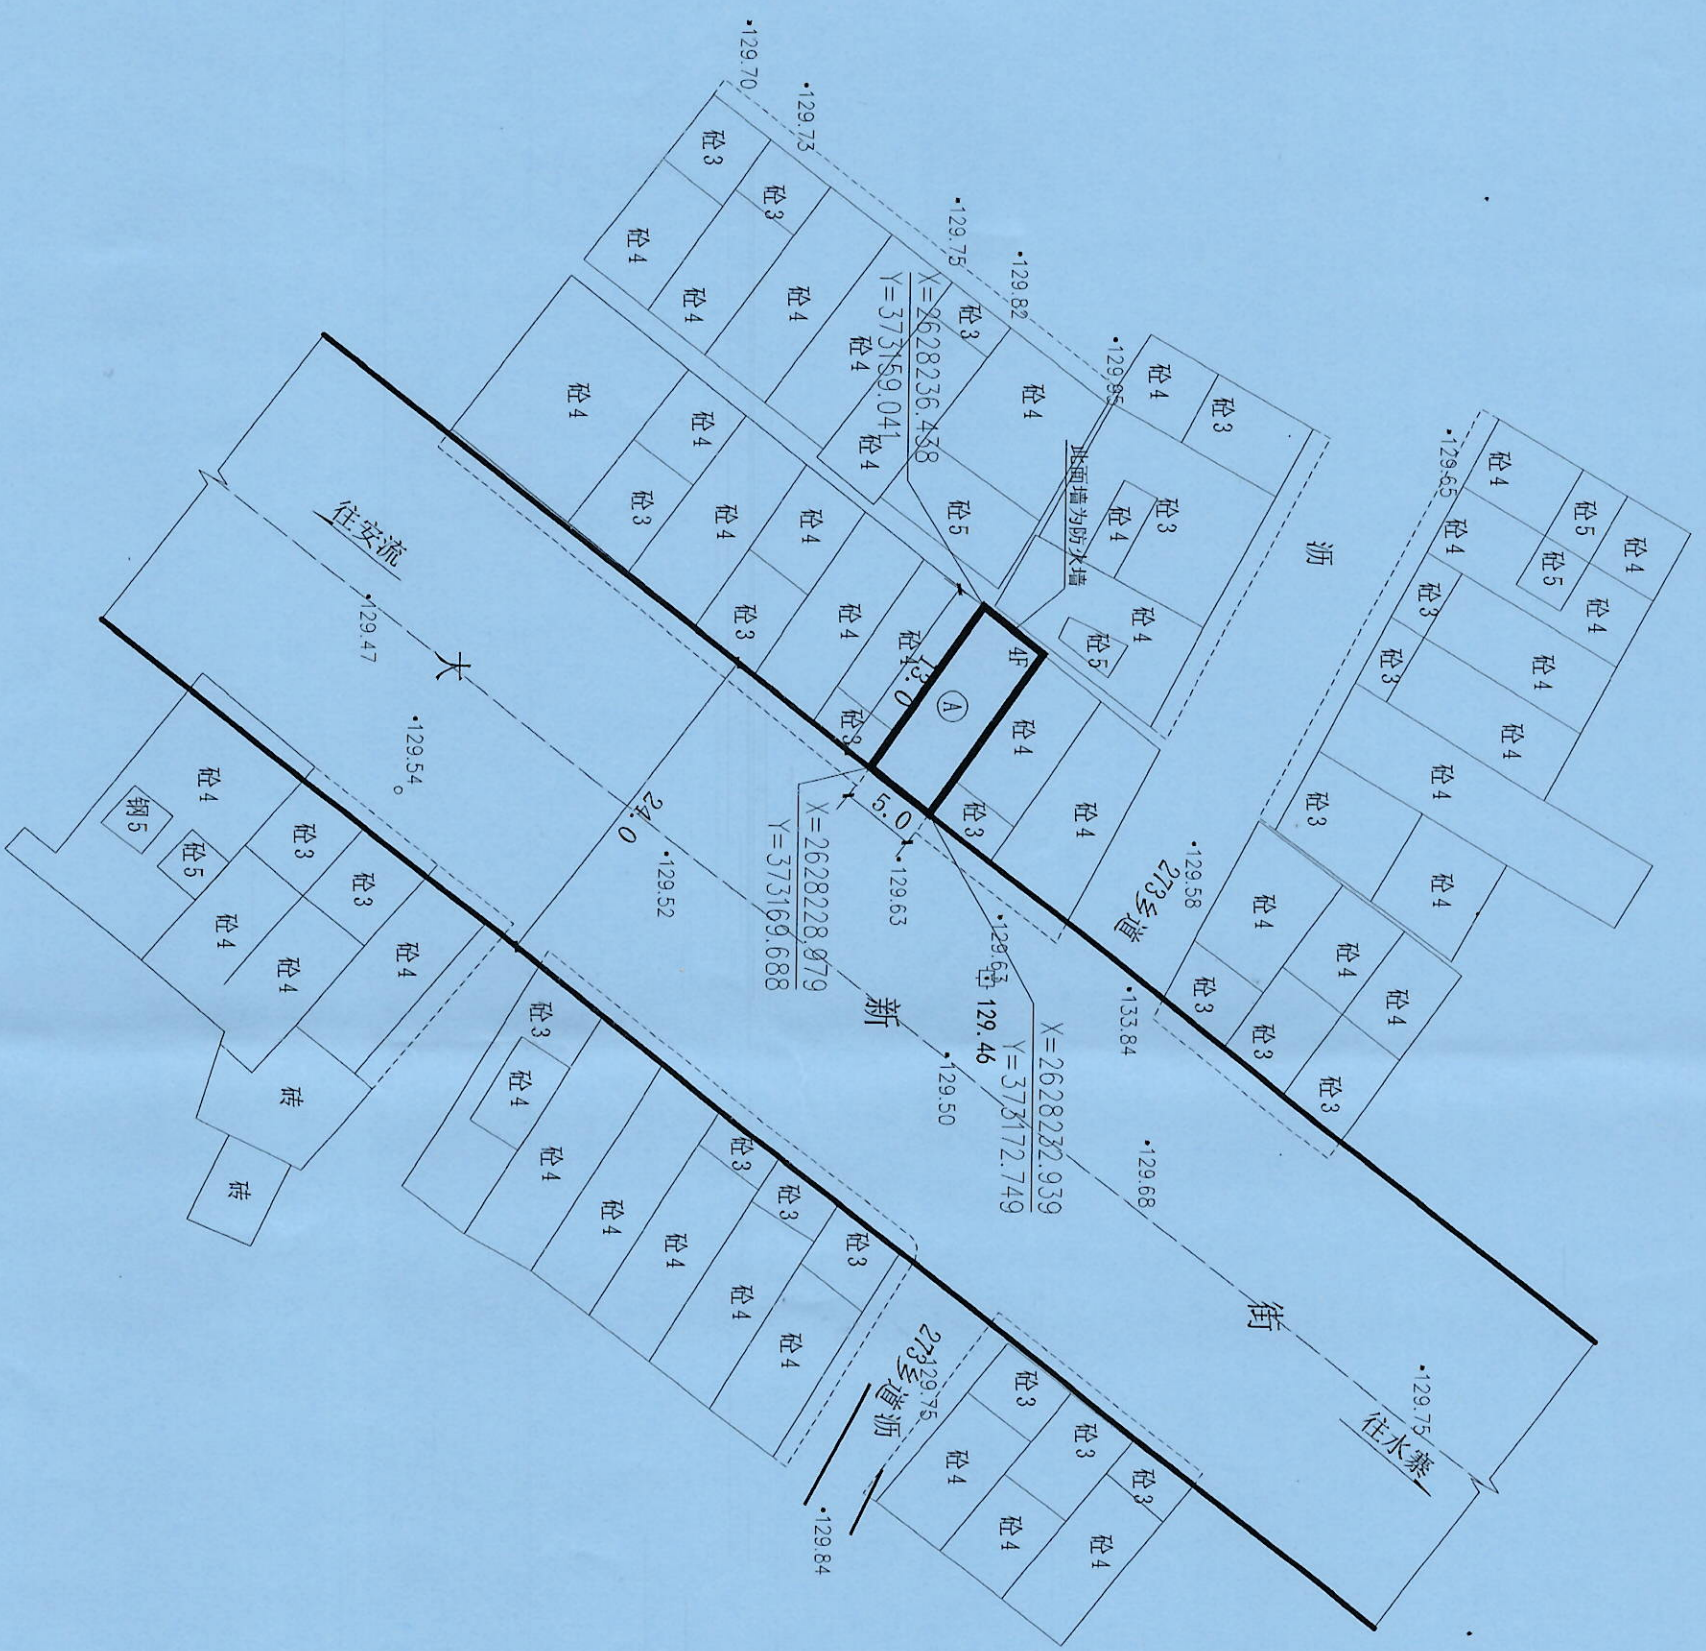 129.70
129.73
129.75
129.82
129.95
129.65
砼3
砼3
砼4
砼4
砼4
砼4
砼4
砼3
砼4
砼5
X=2628236.438
Y=373159.041
此面墙为防火墙
砼4
砼3
砼3
砼4
砼4
砼5
沥
砼4
砼5
砼4
砼4
砼5
砼4
砼3
砼3
砼4
砼4
砼4
砼3
砼4
砼4
砼4
砼3
砼4
砼4
砼3
砼4
砼3
砼4
砼3
4F
A
13.0
5.0
砼4
砼3
砼4
129.58
273乡道
砼4
砼3
砼4
砼3
砼4
砼3
往安流
129.47
大
129.54
24.0
129.52
X=2628228.979
Y=373169.688
129.63
129.63
129.46
133.84
X=2628232.939
Y=373172.749
新
129.50
129.68
街
129.75
往水寨
砼4
钢5
砼5
砼3
砼3
砼4
砼4
砼4
砖
砖
砼3
砼4
砼4
砼4
砼3
砼4
砼3
砼4
砼3
砼4
273乡道
129.75
沥
129.84
砼3
砼3
砼3
砼4
砼4
砼4